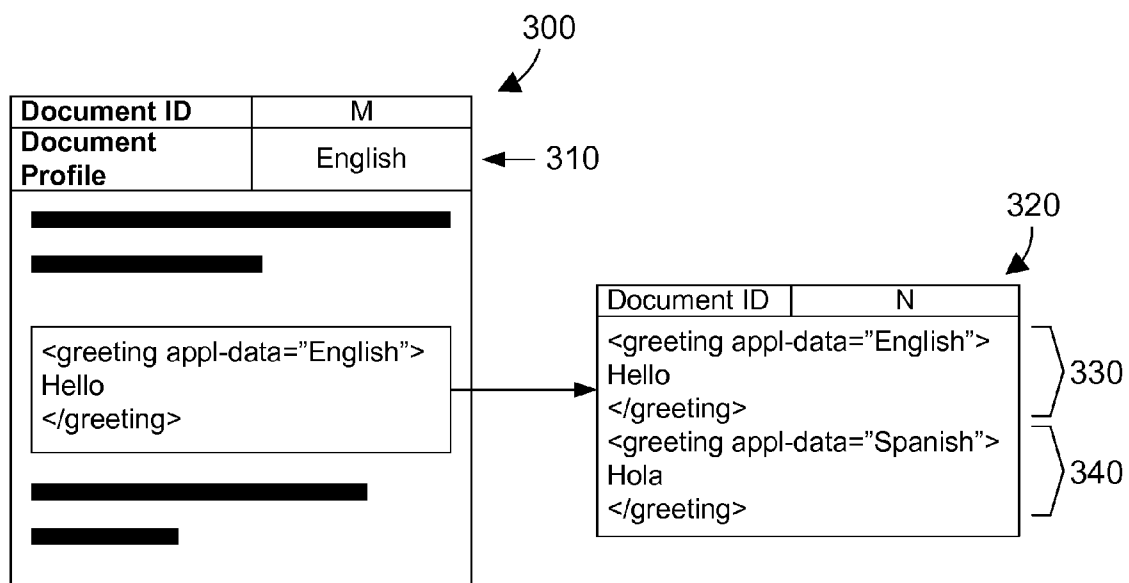 300
Document ID M
Document Profile English
310
<greeting appl-data=”English”>
Hello
</greeting>
320
Document ID N
<greeting appl-data=”English”>
Hello
</greeting>
330
<greeting appl-data=”Spanish”>
Hola
</greeting>
340